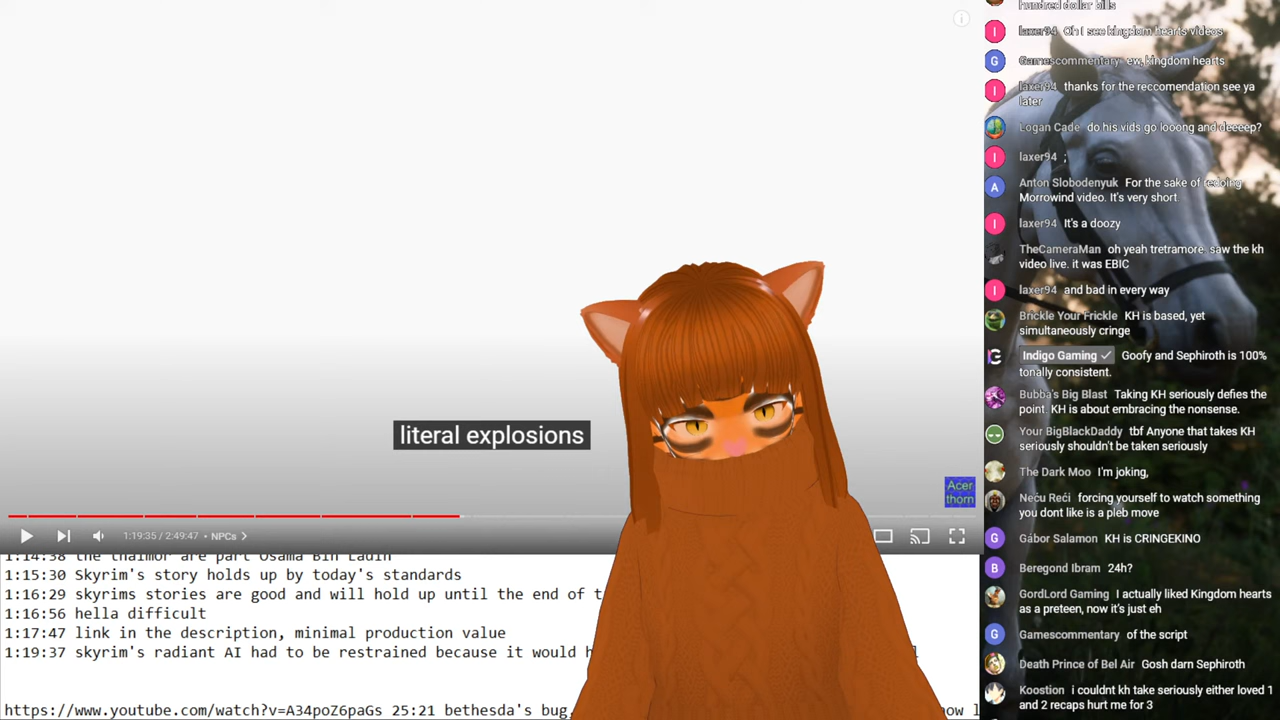 literal explosions
Acer
thorn
1:19:35 / 2:49:47 • NPCs
1:14:38 the thalmor are part Osama Bin Ladin
1:15:30 Skyrim's story holds up by today's standards
1:16:29 skyrims stories are good and will hold up until the end of t
1:16:56 hella difficult
1:17:47 link in the description, minimal production value
1:19:37 skyrim's radiant AI had to be restrained because it would h
https://www.youtube.com/watch?v=A34poZ6paGs 25:21 bethesda's bug
hundred dollar bills
laxer94 Oh I see kingdom hearts videos
Gamescommentary ew, kingdom hearts
laxer94 thanks for the reccomendation see ya
later
Logan Cade do his vids go looong and deeeep?
laxer94 ;
Anton Slobodenyuk For the sake of redoing
Morrowind video. It's very short.
laxer94 It's a doozy
TheCameraMan oh yeah tretramore. saw the kh
video live. it was EBIC
laxer94 and bad in every way
Brickle Your Frickle KH is based, yet
simultaneously cringe
Indigo Gaming Goofy and Sephiroth is 100%
tonally consistent.
Bubba's Big Blast Taking KH seriously defies the
point. KH is about embracing the nonsense.
Your BigBlackDaddy tbf Anyone that takes KH
seriously shouldn't be taken seriously
The Dark Moo I'm joking,
Neću Reći forcing yourself to watch something
you dont like is a pleb move
Gábor Salamon KH is CRINGEKINO
Beregond Ibram 24h?
GordLord Gaming I actually liked Kingdom hearts
as a preteen, now it's just eh
Gamescommentary of the script
Death Prince of Bel Air Gosh darn Sephiroth
Koostion i couldnt kh take seriously either loved 1
and 2 recaps hurt me for 3